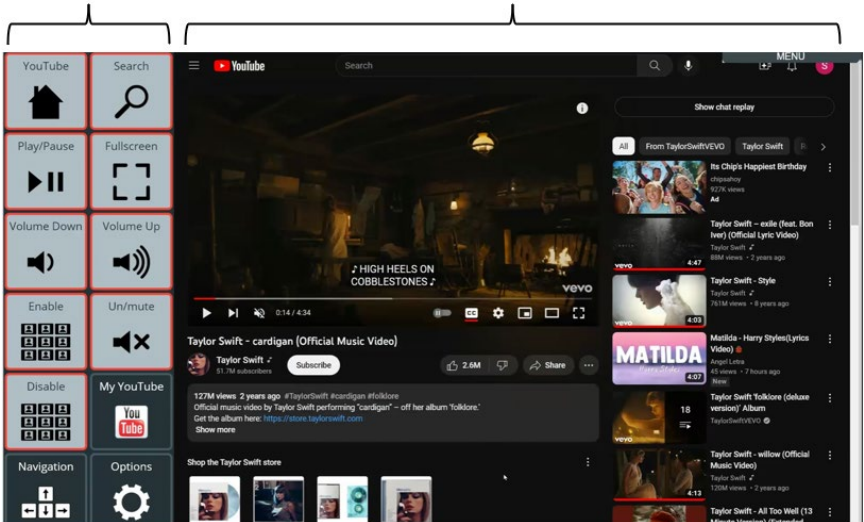 YouTube
Search
Play/Pause
Fullscreen
Volume Down
Volume Up
Enable
Un/mute
Disable
My YouTube
You
Tube
Navigation
Options
YouTube
Search
MENU
S
♪ HIGH HEELS ON
COBBLESTONES ♪
vevo
0:14 / 4:34
CC
Taylor Swift - cardigan (Official Music Video)
Taylor Swift ♪
51.7M subscribers
Subscribe
2.6M
Share
127M views 2 years ago #TaylorSwift #cardigan #folklore
Official music video by Taylor Swift performing "cardigan" – off her album 'folklore.'
Get the album here: https://store.taylorswift.com
Show more
Shop the Taylor Swift store
Show chat replay
All
From TaylorSwiftVEVO
Taylor Swift
Its Chip's Happiest Birthday
chipsahoy
927K views
Ad
Taylor Swift – exile (feat. Bon
Iver) (Official Lyric Video)
Taylor Swift ♪
88M views • 2 years ago
vevo
4:47
Taylor Swift - Style
Taylor Swift ♪
761M views • 8 years ago
vevo
4:03
Matilda - Harry Styles(Lyrics
Video)
Angel Letra
45 views • 7 hours ago
New
MATILDA
Harry Styles
4:07
Taylor Swift 'folklore (deluxe
version)' Album
TaylorSwiftVEVO
18
vevo
Taylor Swift - willow (Official
Music Video)
Taylor Swift ♪
120M views • 2 years ago
vevo
4:13
Taylor Swift - All Too Well (13